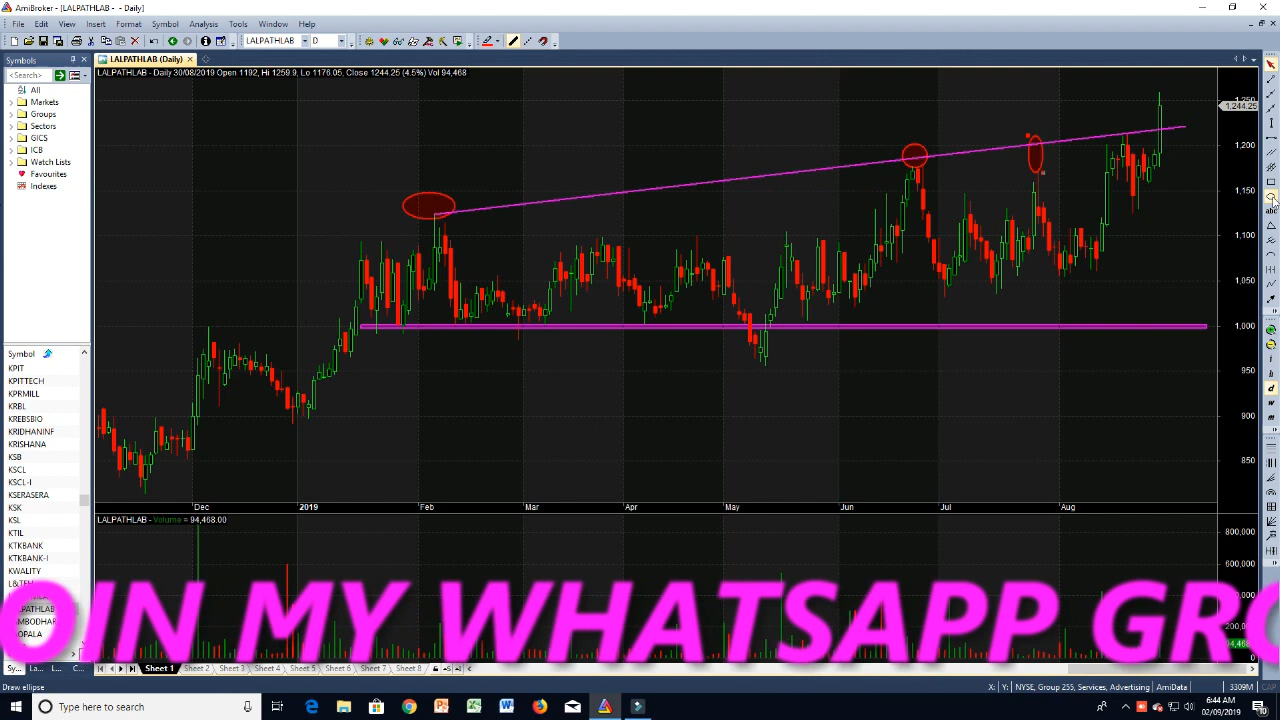 AmiBroker - [LALPATHLAB - - Daily]
File Edit View Insert Format Symbol Analysis Tools Window Help
LALPATHLAB D
Symbols
LALPATHLAB (Daily)
<Search>
All
Markets
Groups
Sectors
GICS
ICB
Watch Lists
Favourites
Indexes
LALPATHLAB - Daily 30/08/2019 Open 1192, Hi 1259.9, Lo 1176.05, Close 1244.25 (4.5%) Vol 94,468
1,244.25
1,200
1,150
1,100
1,050
1,000
950
900
850
abc
Dec 2019 Feb Mar Apr May Jun Jul Aug
Symbol
KPIT
KPITTECH
KPRMILL
KRBL
KREBSBIO
KRIDHANINF
KRISHANA
KSB
KSCL
KSCL-I
KSERASERA
KSK
KSL
KTIL
KTKBANK
KTKBANK-I
KWALITY
LALPATHLAB - Volume = 94,468.00
800,000
600,000
OIN MY WHATSAPP GRO
Sheet 1 Sheet 2 Sheet 3 Sheet 4 Sheet 5 Sheet 6 Sheet 7 Sheet 8
Draw ellipse
X: Y: NYSE, Group 255, Services, Advertising AmiData 3309M CAP
Type here to search
6:44 AM
02/09/2019